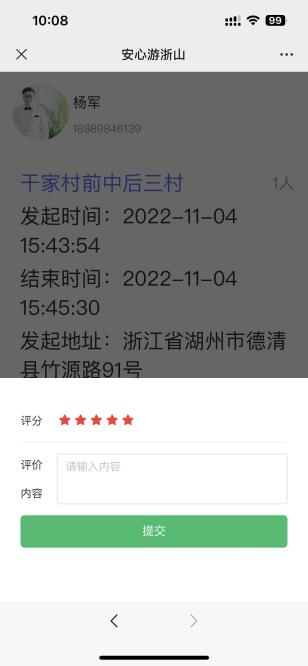 10:08
99
安心游浙山
杨军
18989846139
干家村前中后三村
1人
发起时间：2022-11-04
15:43:54
结束时间：2022-11-04
15:45:30
发起地址：浙江省湖州市德清
县竹源路91号
评分
评价
内容
请输入内容
提交